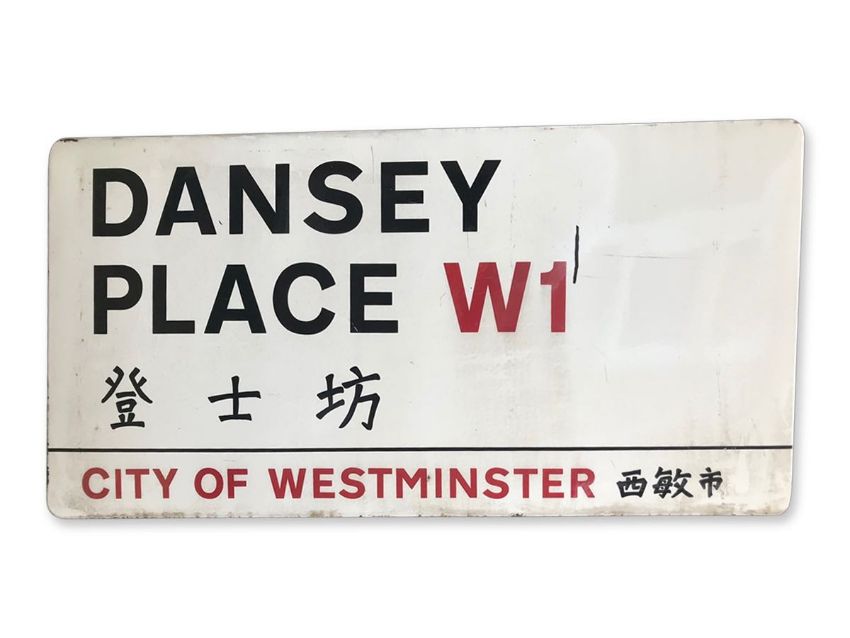 DANSEY
PLACE W1
登士坊
CITY OF WESTMINSTER 西敏市